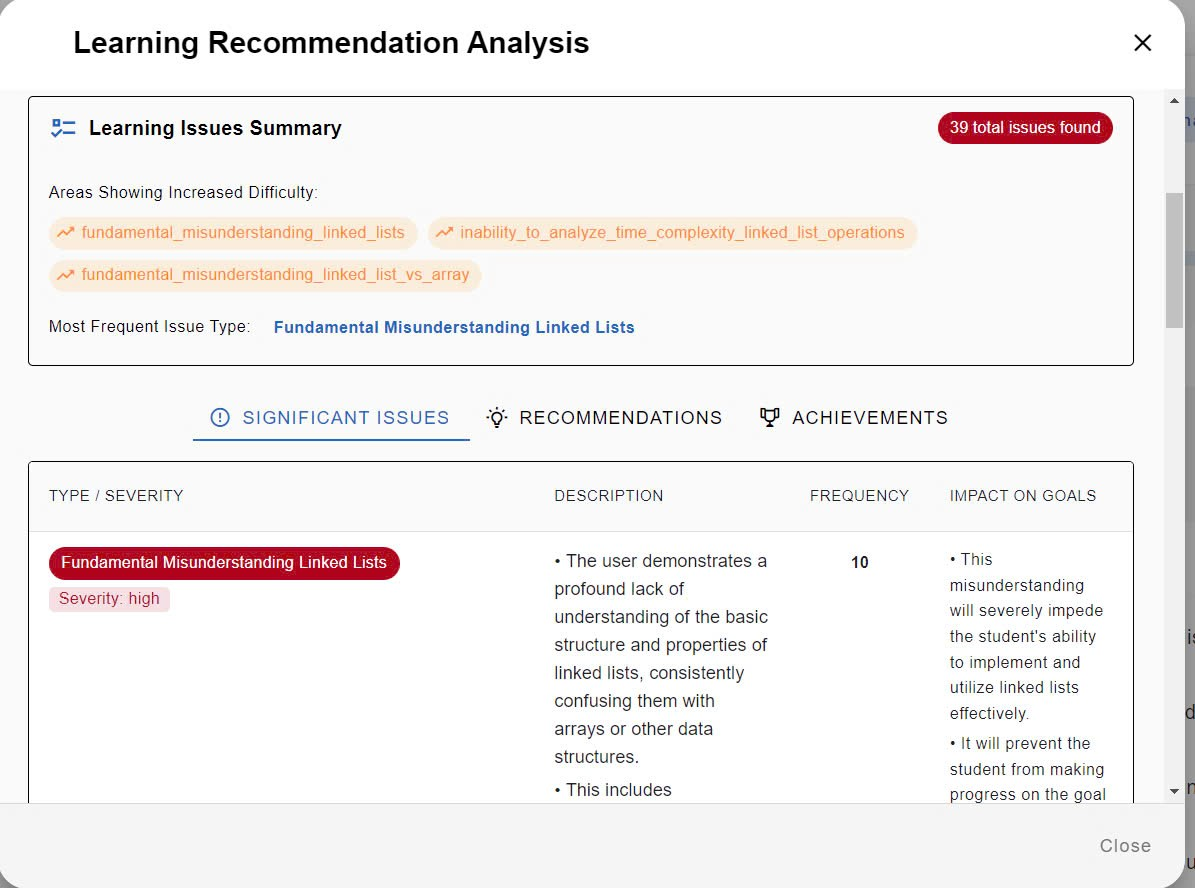 Learning Recommendation Analysis
Learning Issues Summary
39 total issues found
Areas Showing Increased Difficulty:
fundamental_misunderstanding_linked_lists
inability_to_analyze_time_complexity_linked_list_operations
fundamental_misunderstanding_linked_list_vs_array
Most Frequent Issue Type: Fundamental Misunderstanding Linked Lists
SIGNIFICANT ISSUES
RECOMMENDATIONS
ACHIEVEMENTS
TYPE / SEVERITY
DESCRIPTION
FREQUENCY
IMPACT ON GOALS
Fundamental Misunderstanding Linked Lists
Severity: high
• The user demonstrates a
profound lack of
understanding of the basic
structure and properties of
linked lists, consistently
confusing them with
arrays or other data
structures.
• This includes
10
• This
misunderstanding
will severely impede
the student's ability
to implement and
utilize linked lists
effectively.
• It will prevent the
student from making
progress on the goal
Close